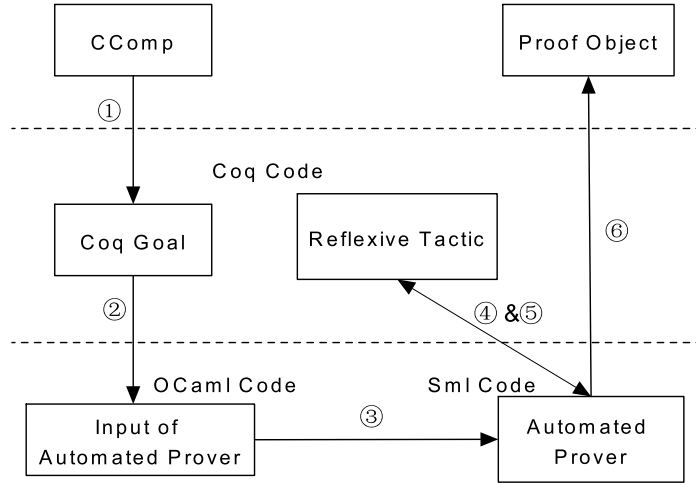 CComp
Proof Object
①
Coq Code
Coq Goal
Reflexive Tactic
⑥
②
④ &⑤
OCaml Code
Sml Code
Input of
Automated Prover
③
Automated
Prover